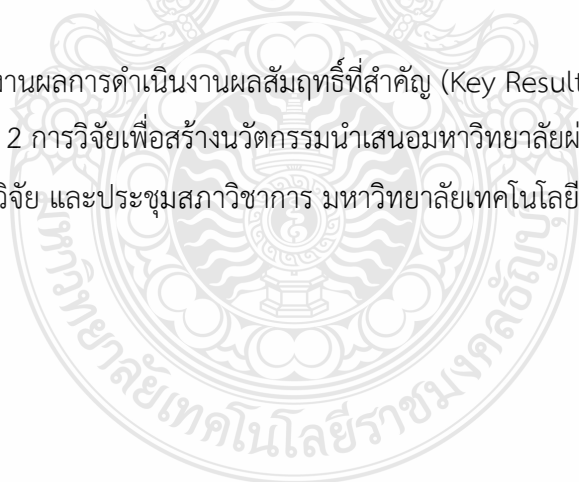 านผลการดำเนินงานผลสัมฤทธิ์ที่สำคัญ (Key Result
2 การวิจัยเพื่อสร้างนวัตกรรมนำเสนอมหาวิทยาลัยผ่
วิจัย และประชุมสภาวิชาการ มหาวิทยาลัยเทคโนโลยี
มหาวิทยาลัยเทคโนโลยีราชมงคลธัญบุรี